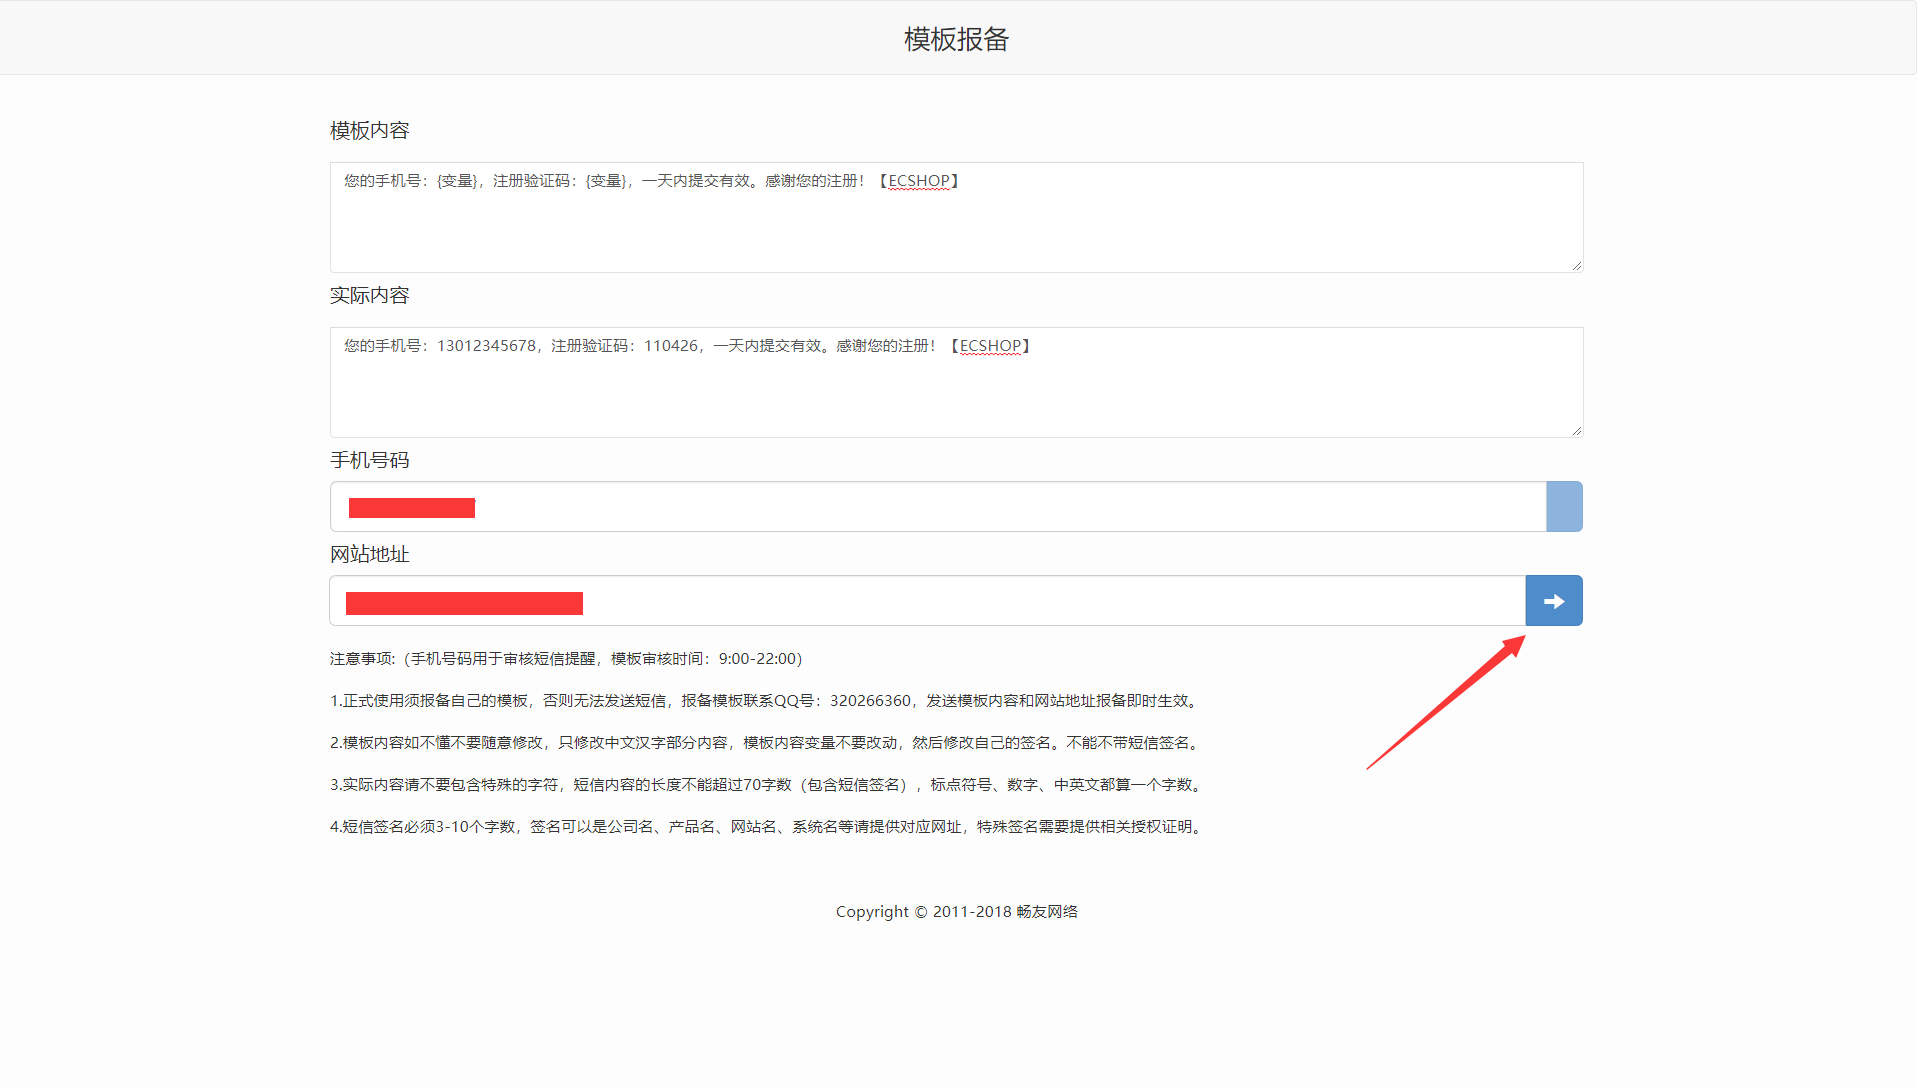 模板报备
模板内容
您的手机号：{变量}，注册验证码：{变量}，一天内提交有效。感谢您的注册！【ECSHOP】
实际内容
您的手机号：13012345678，注册验证码：110426，一天内提交有效。感谢您的注册！【ECSHOP】
手机号码
网站地址
注意事项:（手机号码用于审核短信提醒，模板审核时间：9:00-22:00）
1.正式使用须报备自己的模板，否则无法发送短信，报备模板联系QQ号：320266360，发送模板内容和网站地址报备即时生效。
2.模板内容如不懂不要随意修改，只修改中文汉字部分内容，模板内容变量不要改动，然后修改自己的签名。不能不带短信签名。
3.实际内容请不要包含特殊的字符，短信内容的长度不能超过70字数（包含短信签名），标点符号、数字、中英文都算一个字数。
4.短信签名必须3-10个字数，签名可以是公司名、产品名、网站名、系统名等请提供对应网址，特殊签名需要提供相关授权证明。
Copyright © 2011-2018 畅友网络